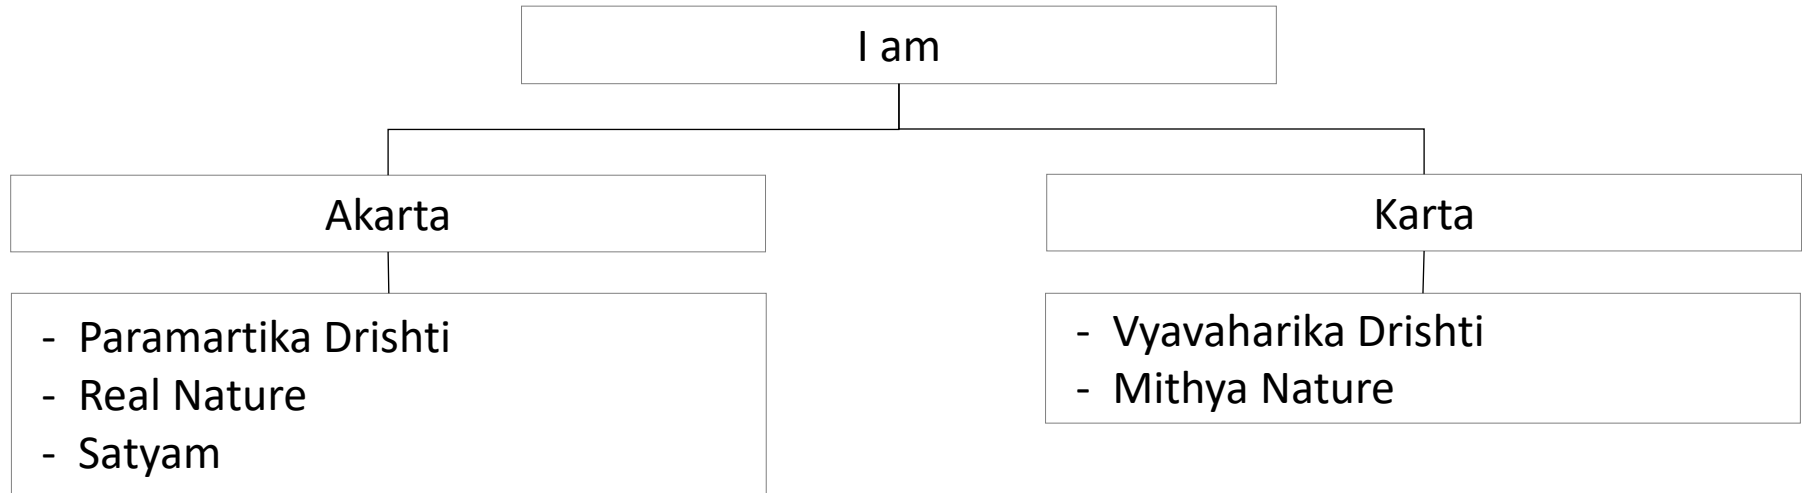 I am
Akarta
Karta
- Paramartika Drishti
- Real Nature
- Satyam
- Vyavaharika Drishti
- Mithya Nature